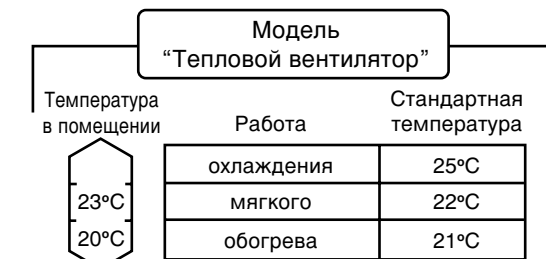 Модель
“Тепловой вентилятор”
Температура
в помещении
Работа
Стандартная
температура
охлаждения 25ºC
23ºC мягкого 22ºC
20ºC обогрева 21ºC